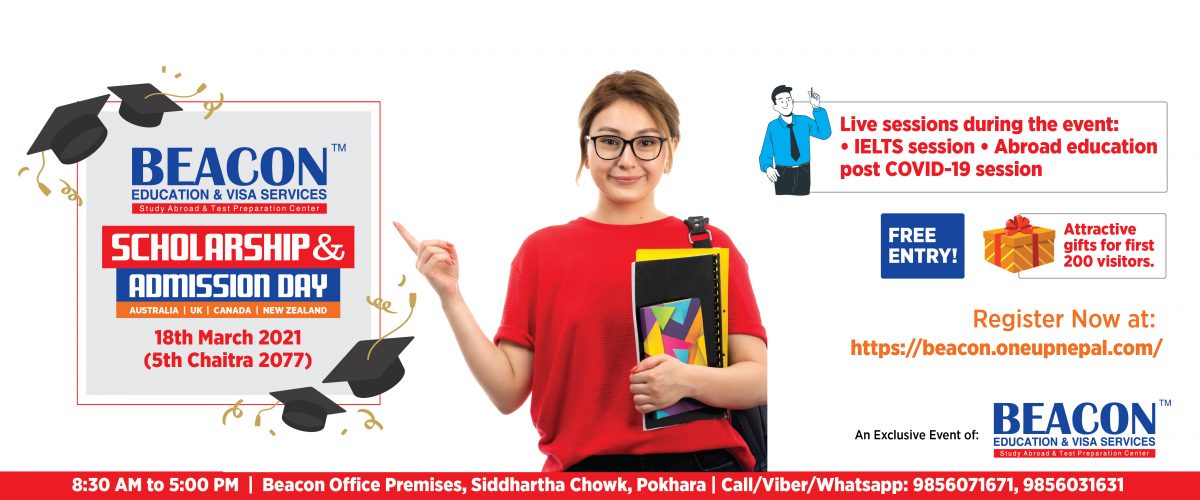 BEACON™
EDUCATION & VISA SERVICES
Study Abroad & Test Preparation Center
SCHOLARSHIP &
ADMISSION DAY
AUSTRALIA | UK | CANADA | NEW ZEALAND
18th March 2021
(5th Chaitra 2077)
Live sessions during the event:
• IELTS session • Abroad education
post COVID-19 session
FREE
ENTRY!
Attractive
gifts for first
200 visitors.
Register Now at:
https://beacon.oneupnepal.com/
An Exclusive Event of:
BEACON™
EDUCATION & VISA SERVICES
Study Abroad & Test Preparation Center
8:30 AM to 5:00 PM | Beacon Office Premises, Siddhartha Chowk, Pokhara | Call/Viber/Whatsapp: 9856071671, 9856031631